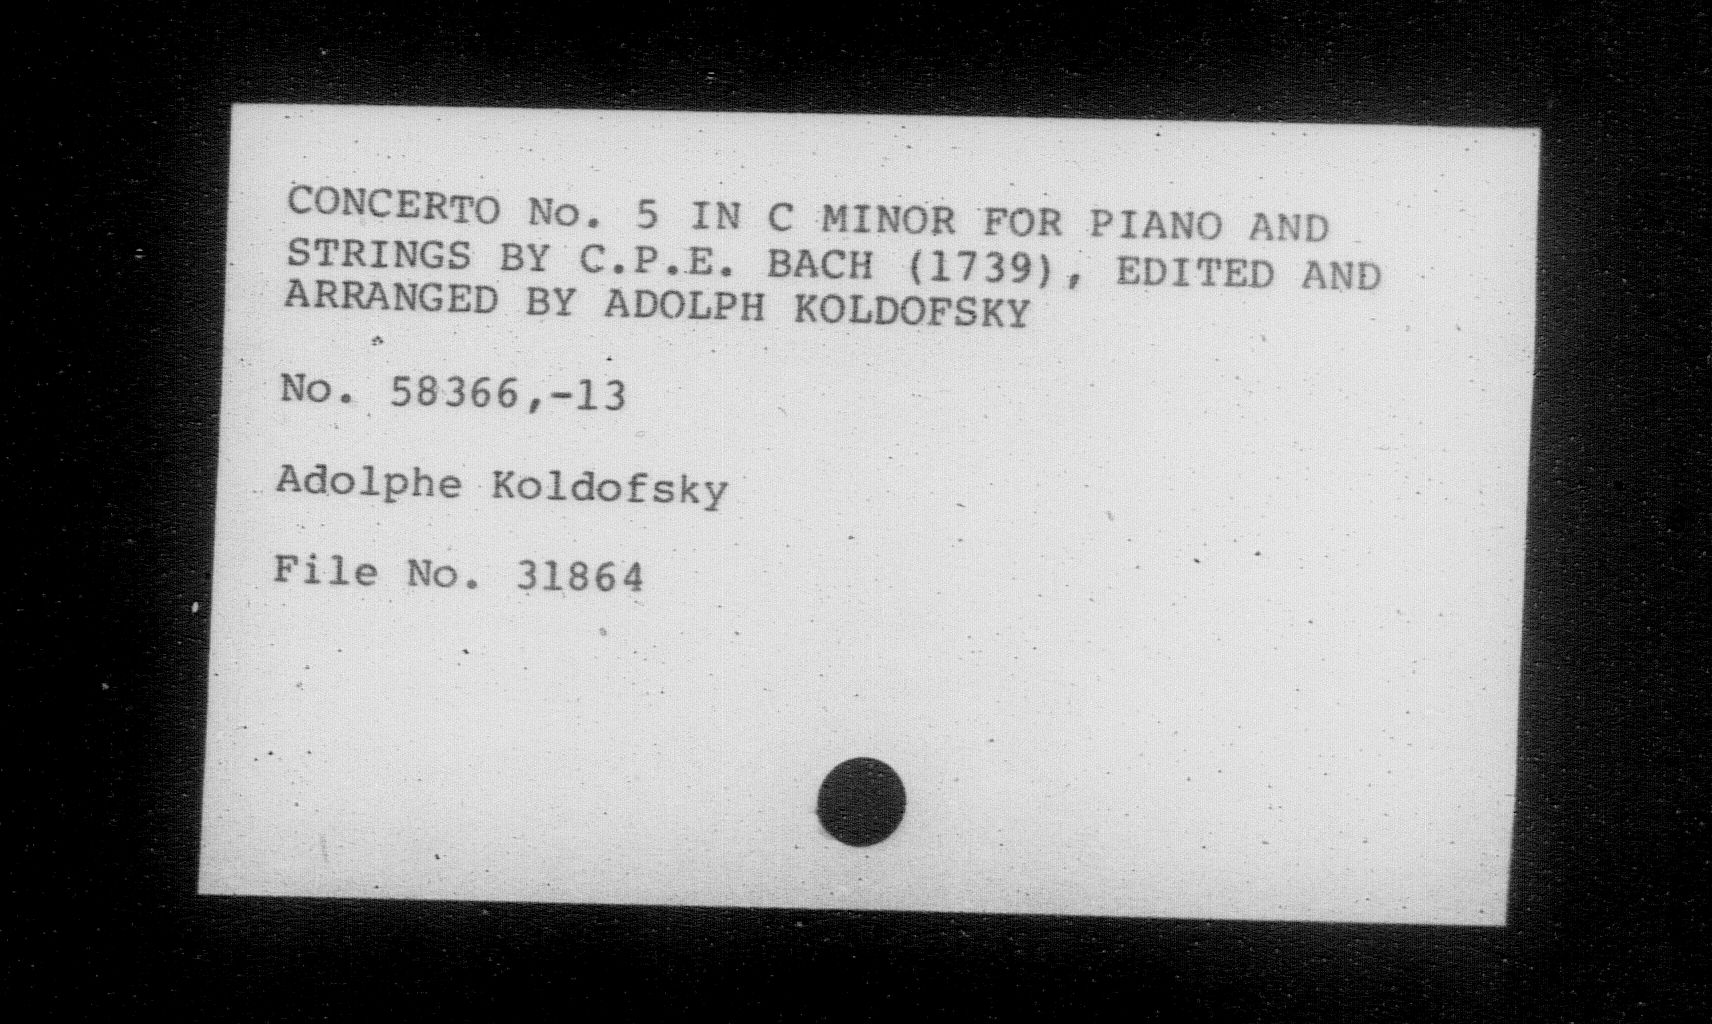 CONCERTO No. 5 IN C MINOR FOR PIANO AND
STRINGS BY C.P.E. BACH (1739), EDITED AND
ARRANGED BY ADOLPH KOLDOFSKY
No. 58366,-13
Adolphe Koldofsky
File No. 31864